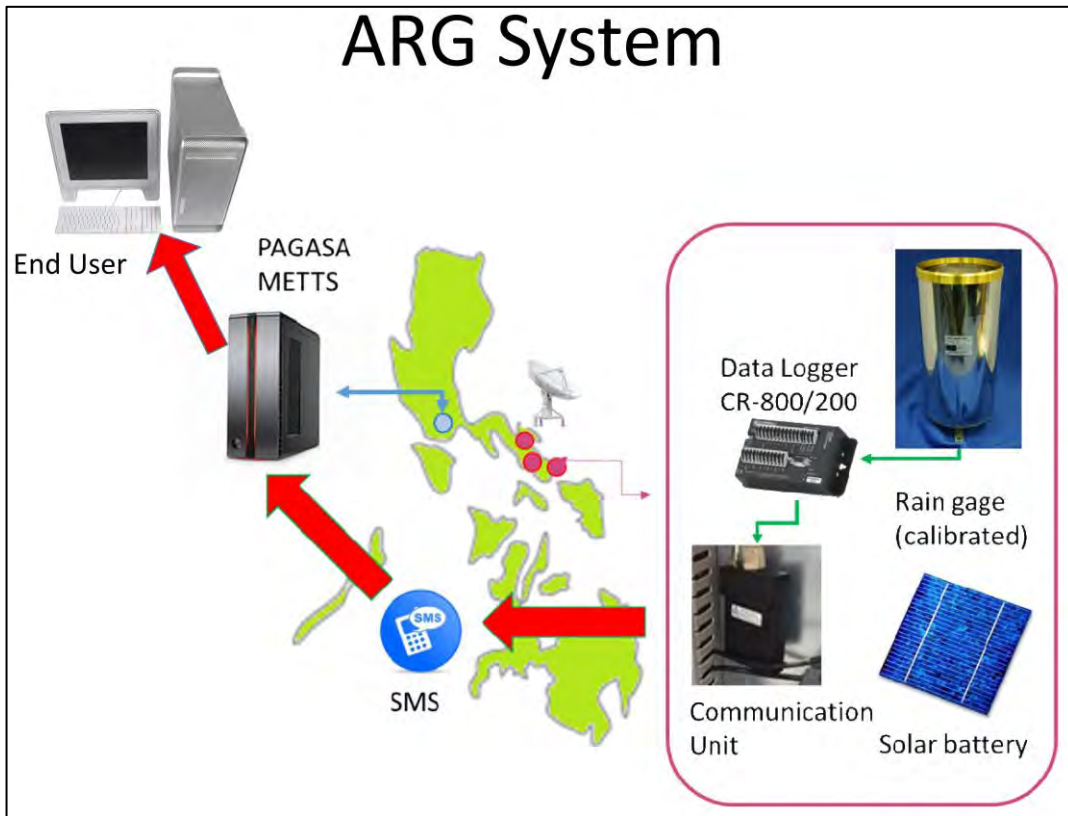 ARG System
End User
PAGASA
METTS
Data Logger
CR-800/200
Rain gage
(calibrated)
SMS
SMS
Communication
Unit
Solar battery